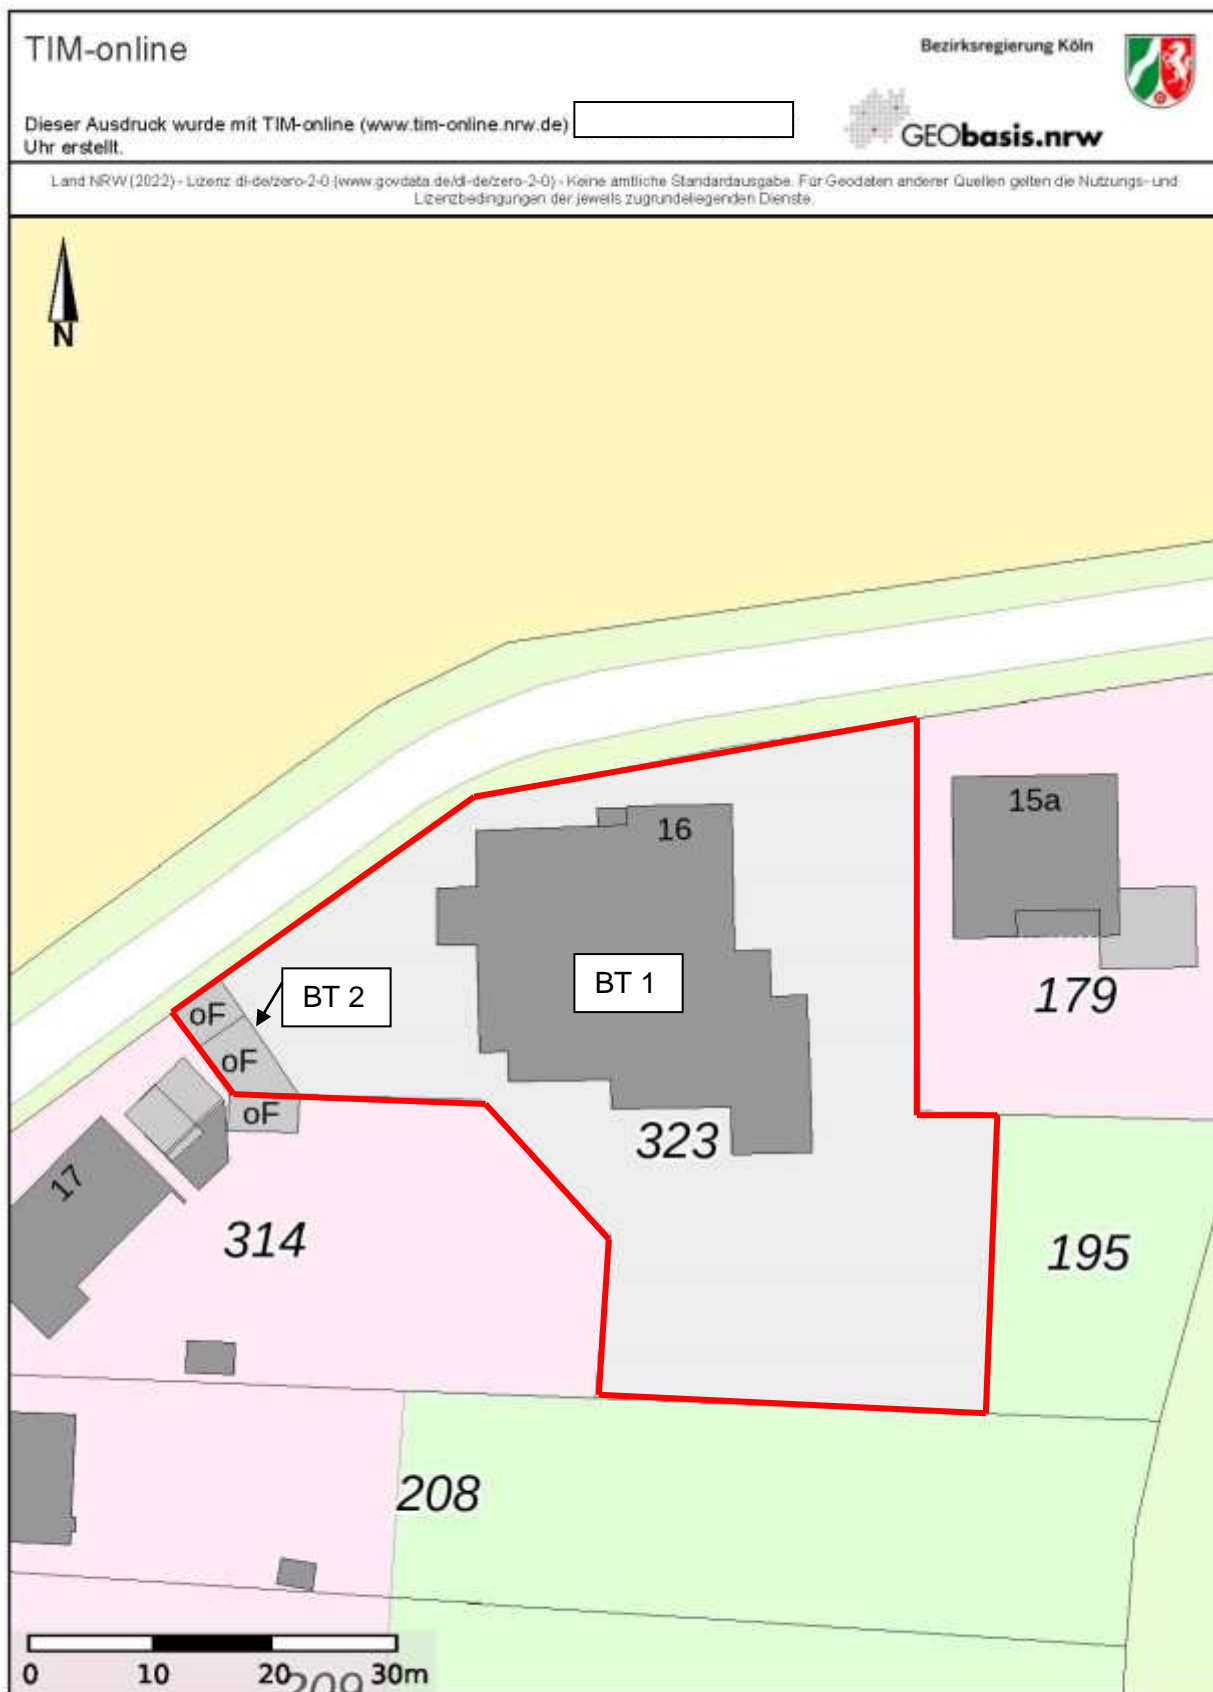 TIM-online
Bezirksregierung Köln
Dieser Ausdruck wurde mit TIM-online (www.tim-online.nrw.de)
Uhr erstellt.
GEObasis.nrw
Land NRW (2022) - Lizenz dl-de/zero-2-0 (www.govdata.de/dl-de/zero-2-0) - Keine amtliche Standardausgabe. Für Geodaten anderer Quellen gelten die Nutzungs- und
Lizenzbedingungen der jeweils zugrundeliegenden Dienste.
N
16
15a
BT 1
BT 2
179
oF
oF
oF
323
17
314
195
208
209
0 10 20 30m